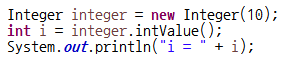 Integer integer = new Integer(10);
int i = integer.intValue();
System.out.println("i = " + i);